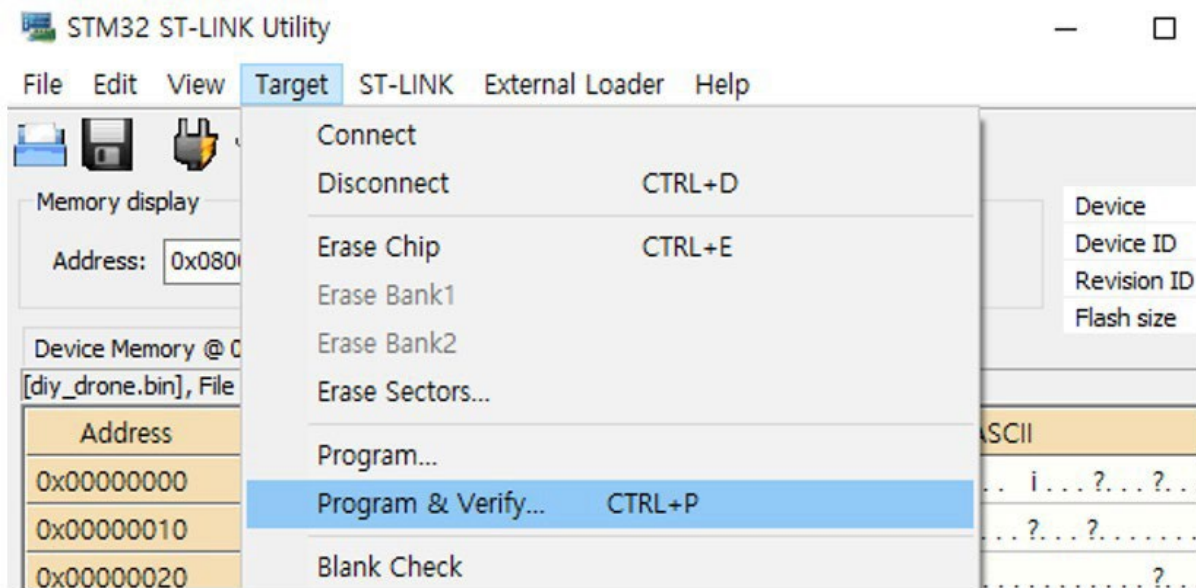 STM32 ST-LINK Utility
File Edit View Target ST-LINK External Loader Help
Connect
Disconnect CTRL+D
Memory display
Device
Address: 0x080
Erase Chip CTRL+E
Device ID
Erase Bank1
Revision ID
Erase Bank2
Flash size
Device Memory @ 0
[diy_drone.bin], File
Erase Sectors...
Address
ASCII
Program...
0x00000000
. . i . . . ? . . . ? . .
Program & Verify... CTRL+P
0x00000010
. . . ? . . . ? . . . . . . .
Blank Check
0x00000020
. . . . . . . . . . . . ? . .